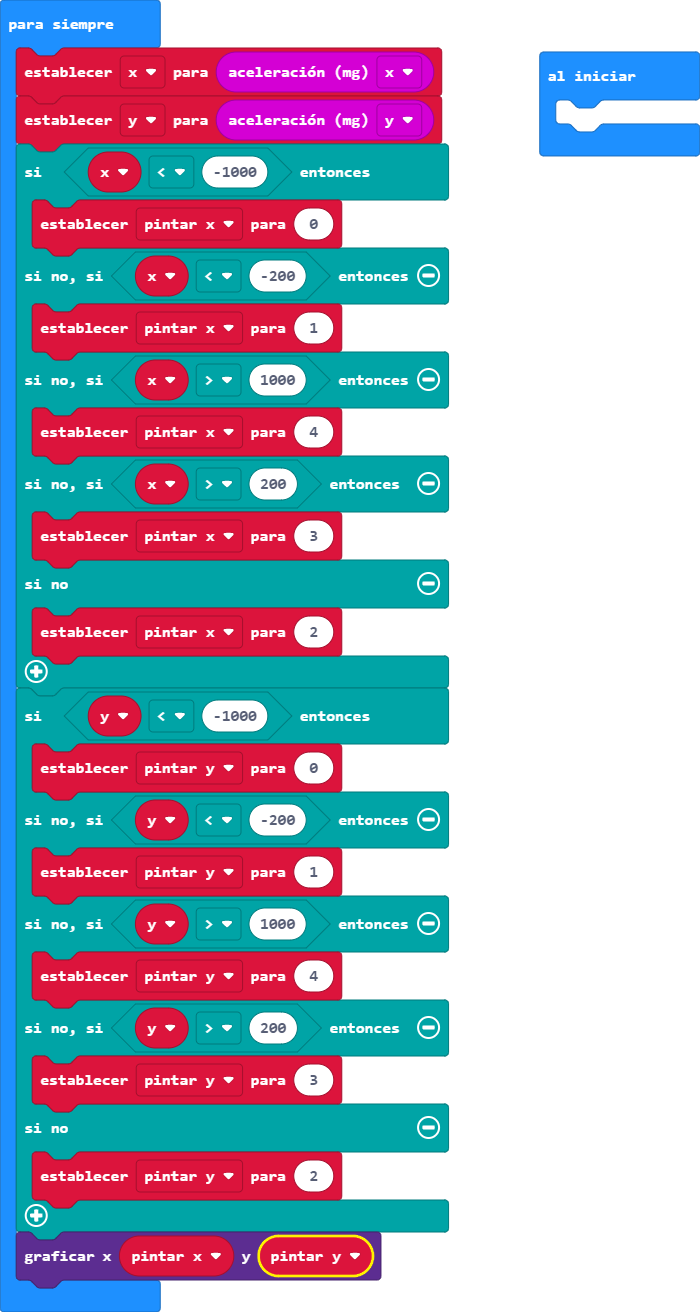 para siempre
establecer x para aceleración (mg) x
al iniciar
establecer y para aceleración (mg) y
si x < -1000 entonces
establecer pintar x para 0
si no, si x < -200 entonces
establecer pintar x para 1
si no, si x > 1000 entonces
establecer pintar x para 4
si no, si x > 200 entonces
establecer pintar x para 3
si no
establecer pintar x para 2
si y < -1000 entonces
establecer pintar y para 0
si no, si y < -200 entonces
establecer pintar y para 1
si no, si y > 1000 entonces
establecer pintar y para 4
si no, si y > 200 entonces
establecer pintar y para 3
si no
establecer pintar y para 2
graficar x pintar x y pintar y